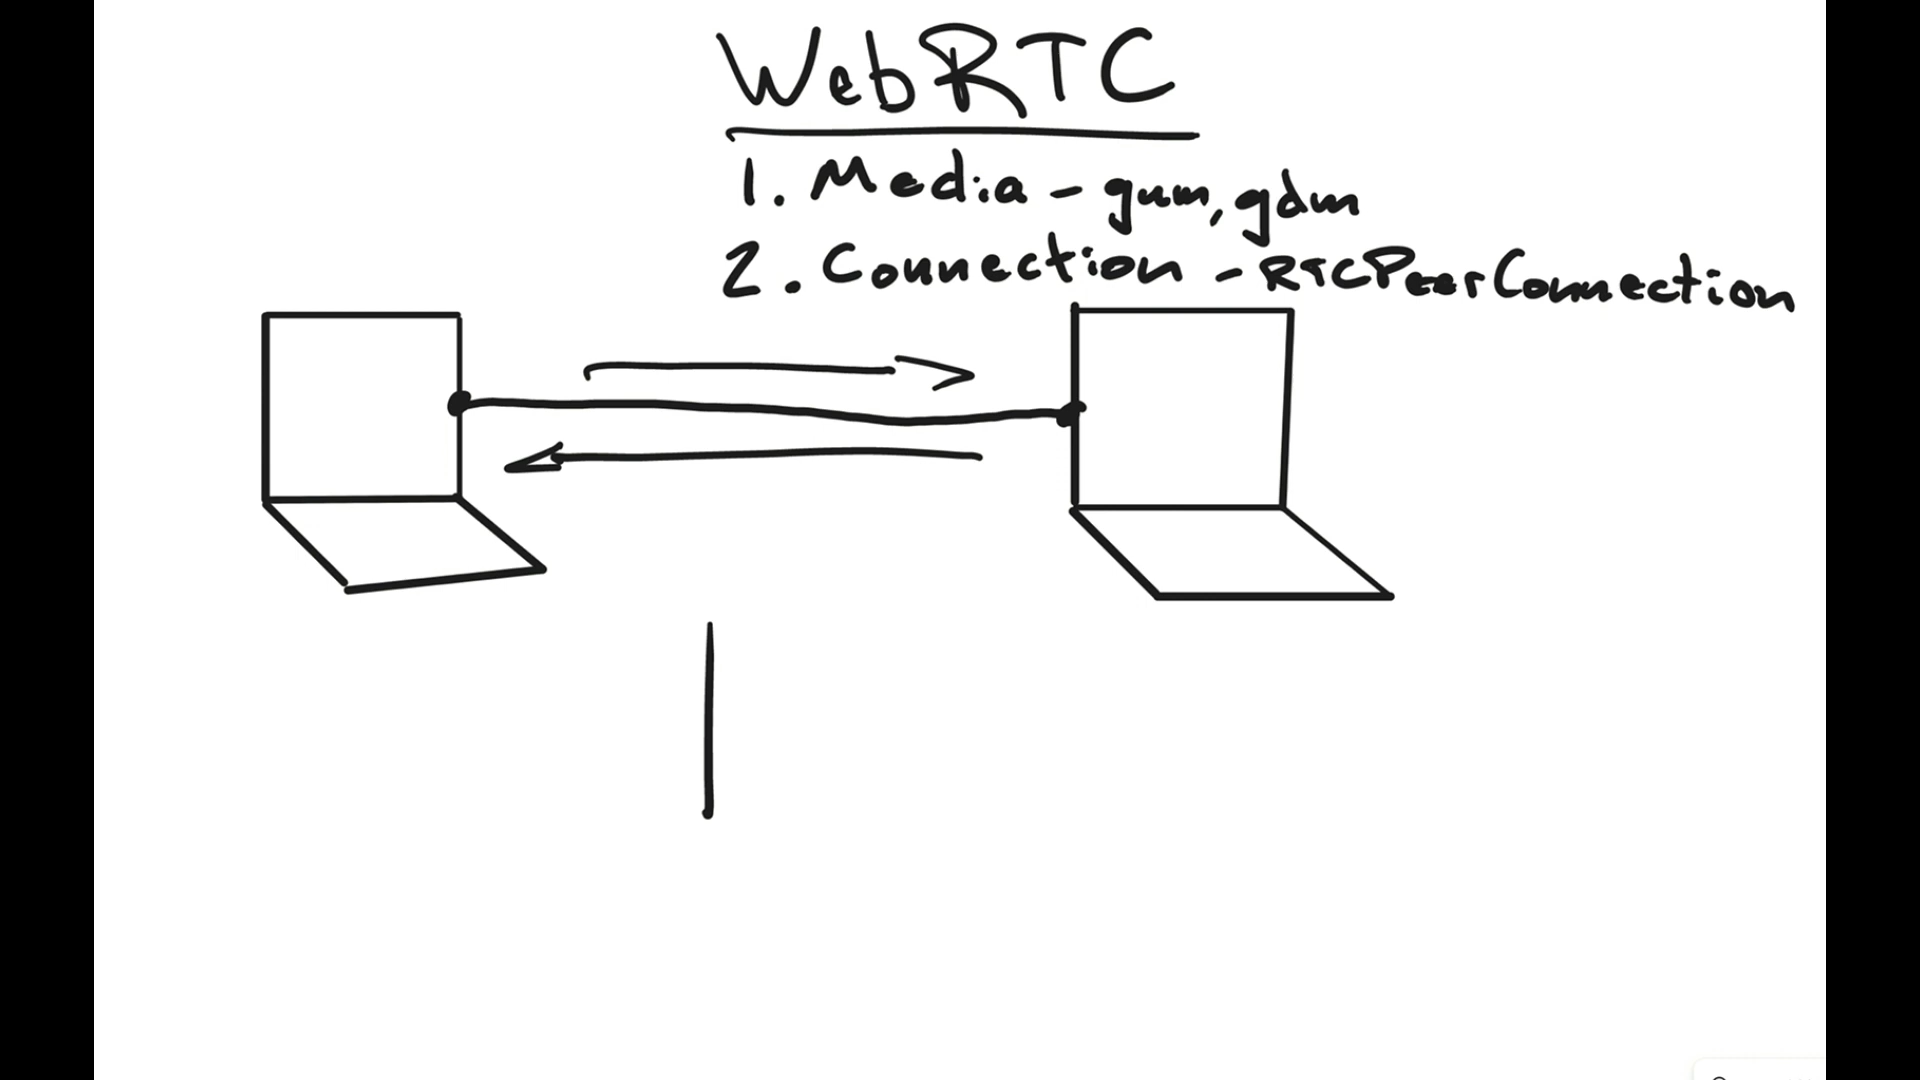 WebRTC
1. Media - gum, gdm
2. Connection - RTCPeerConnection